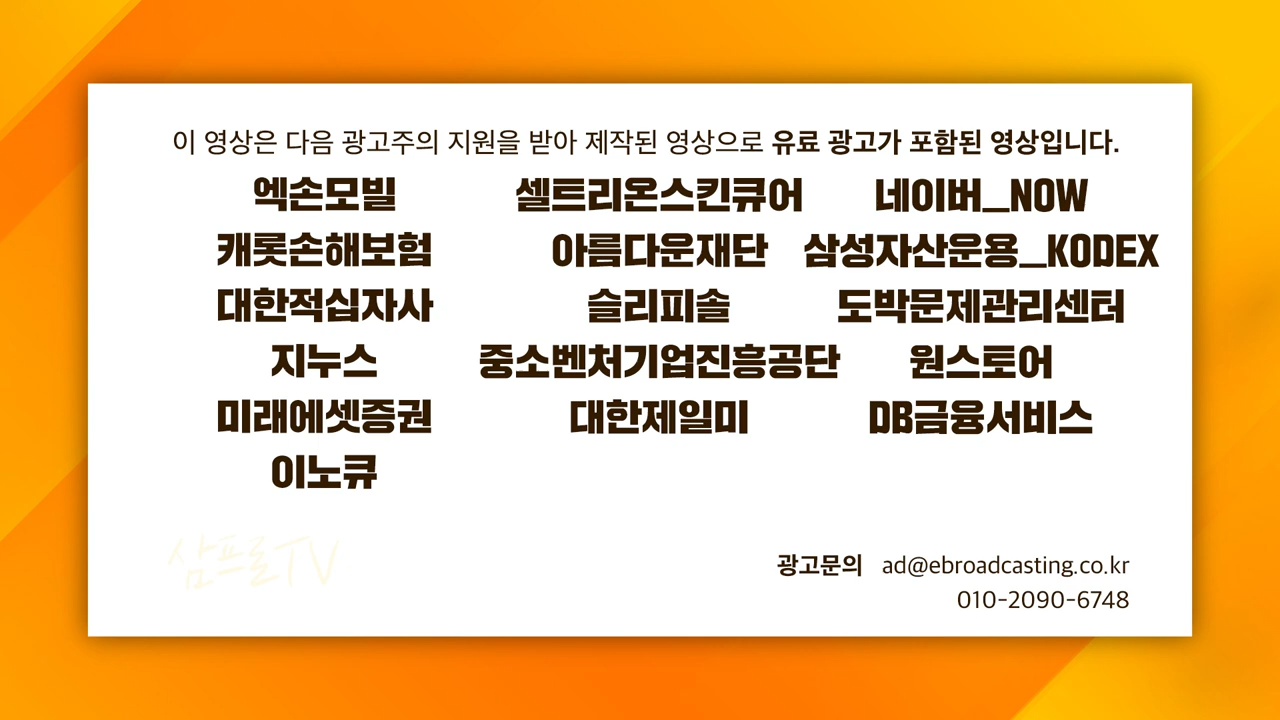 이 영상은 다음 광고주의 지원을 받아 제작된 영상으로 유료 광고가 포함된 영상입니다.
엑손모빌 셀트리온스킨큐어 네이버_NOW
캐롯손해보험 아름다운재단 삼성자산운용_KODEX
대한적십자사 슬리피솔 도박문제관리센터
지누스 중소벤처기업진흥공단 원스토어
미래에셋증권 대한제일미 DB금융서비스
이노큐
삼프로TV
광고문의 ad@ebroadcasting.co.kr
010-2090-6748